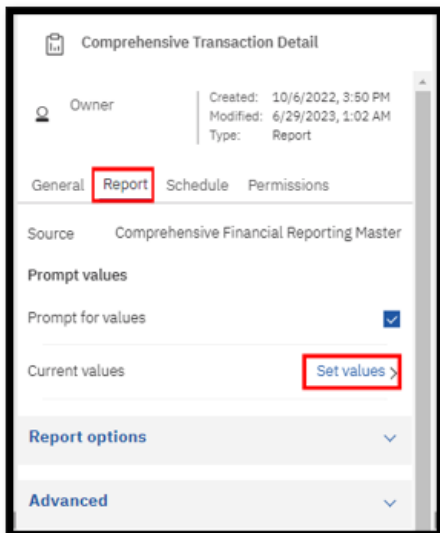 Comprehensive Transaction Detail
Owner
Created: 10/6/2022, 3:50 PM
Modified: 6/29/2023, 1:02 AM
Type: Report
General Report Schedule Permissions
Source Comprehensive Financial Reporting Master
Prompt values
Prompt for values
Current values Set values
Report options
Advanced